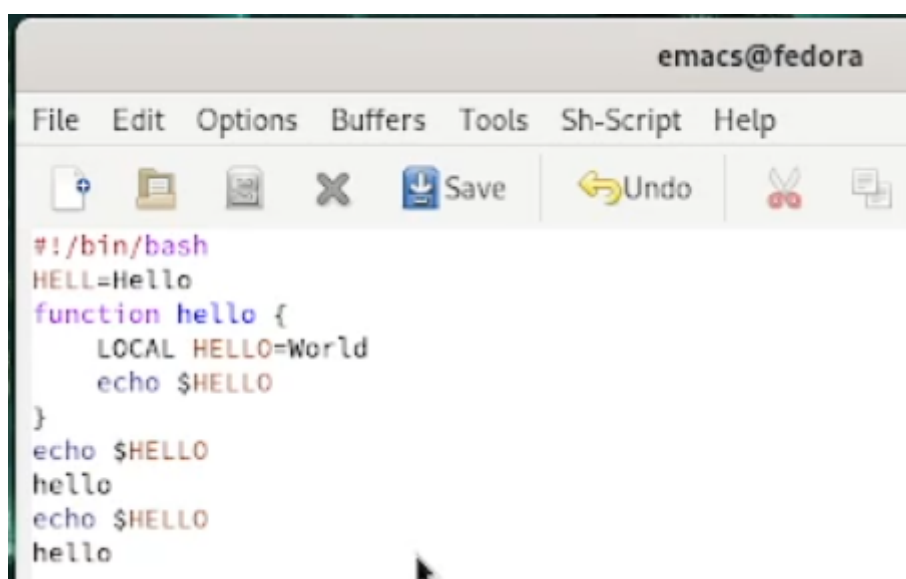 emacs@fedora
File Edit Options Buffers Tools Sh-Script Help
Save Undo
#!/bin/bash
HELL=Hello
function hello {
    LOCAL HELLO=World
    echo $HELLO
}
echo $HELLO
hello
echo $HELLO
hello